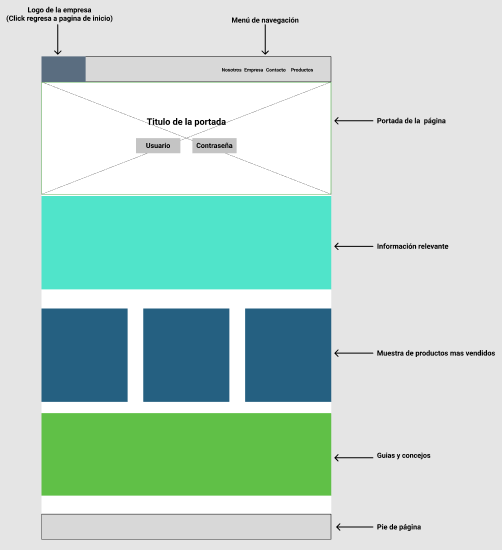 Logo de la empresa
(Click regresa a pagina de inicio)
Menú de navegación
Nosotros Empresa Contacto Productos
Titulo de la portada
Usuario Contraseña
Portada de la página
Información relevante
Muestra de productos mas vendidos
Guias y concejos
Pie de página